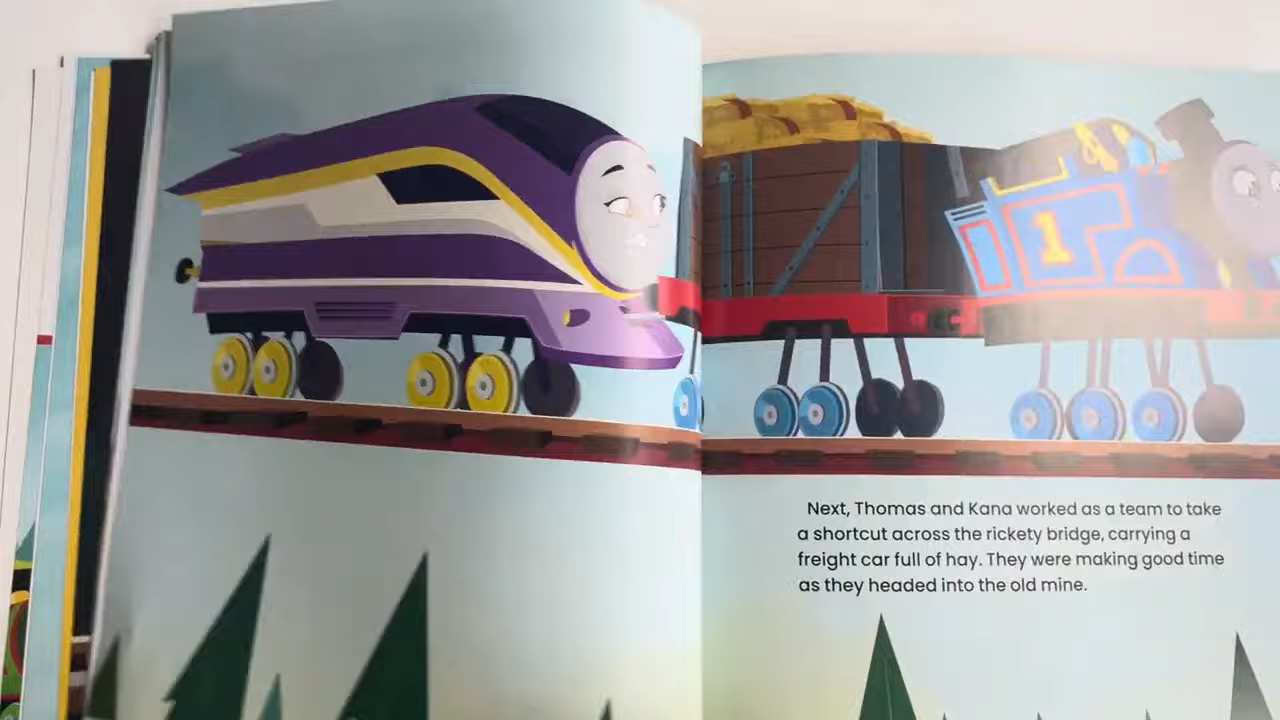 1
Next, Thomas and Kana worked as a team to take
a shortcut across the rickety bridge, carrying a
freight car full of hay. They were making good time
as they headed into the old mine.